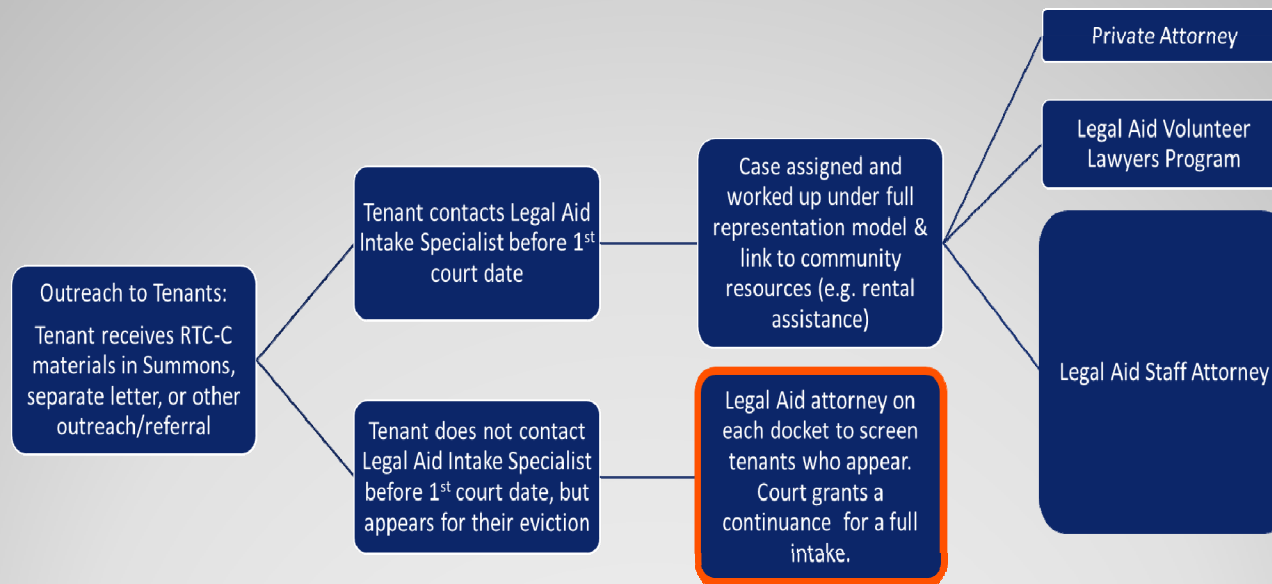 Outreach to Tenants:
Tenant receives RTC-C
materials in Summons,
separate letter, or other
outreach/referral
Tenant contacts Legal Aid
Intake Specialist before 1st
court date
Case assigned and
worked up under full
representation model &
link to community
resources (e.g. rental
assistance)
Private Attorney
Legal Aid Volunteer
Lawyers Program
Legal Aid Staff Attorney
Tenant does not contact
Legal Aid Intake Specialist
before 1st court date, but
appears for their eviction
Legal Aid attorney on
each docket to screen
tenants who appear.
Court grants a
continuance for a full
intake.